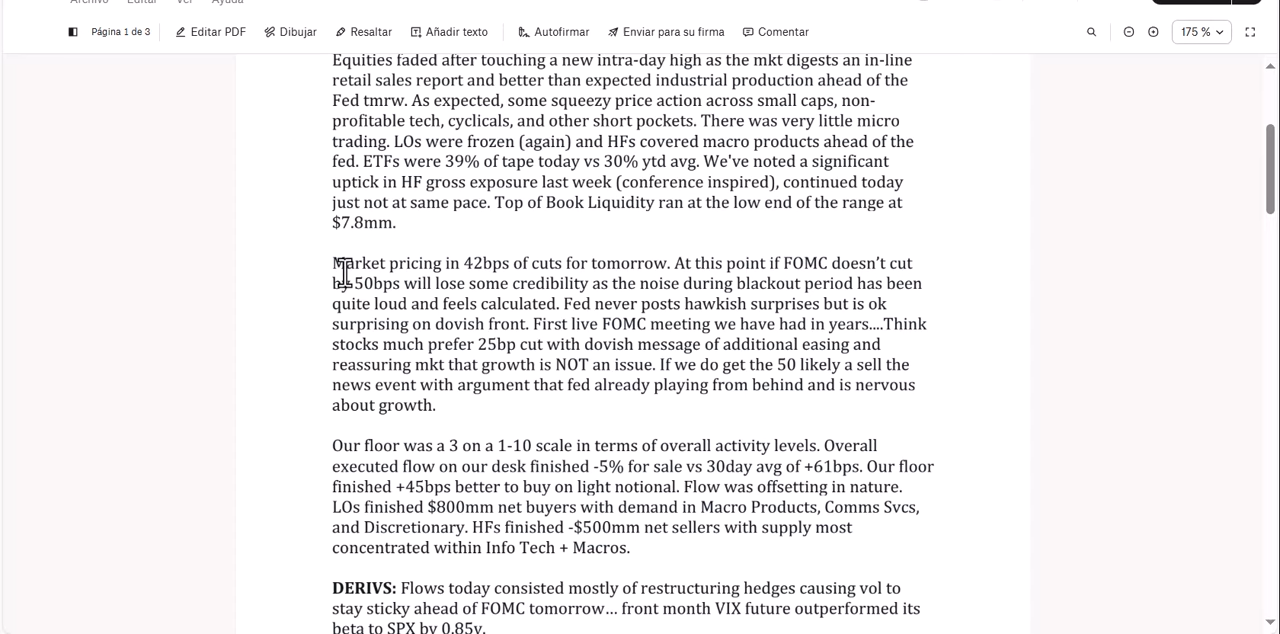 Archivo Editar Ver Ayuda
Página 1 de 3 Editar PDF Dibujar Resaltar Añadir texto Autofirmar Enviar para su firma Comentar 175 %
Equities faded after touching a new intra-day high as the mkt digests an in-line
retail sales report and better than expected industrial production ahead of the
Fed tmrw. As expected, some squeezy price action across small caps, non-
profitable tech, cyclicals, and other short pockets. There was very little micro
trading. LOs were frozen (again) and HFs covered macro products ahead of the
fed. ETFs were 39% of tape today vs 30% ytd avg. We've noted a significant
uptick in HF gross exposure last week (conference inspired), continued today
just not at same pace. Top of Book Liquidity ran at the low end of the range at
$7.8mm.
Market pricing in 42bps of cuts for tomorrow. At this point if FOMC doesn’t cut
by 50bps will lose some credibility as the noise during blackout period has been
quite loud and feels calculated. Fed never posts hawkish surprises but is ok
surprising on dovish front. First live FOMC meeting we have had in years....Think
stocks much prefer 25bp cut with dovish message of additional easing and
reassuring mkt that growth is NOT an issue. If we do get the 50 likely a sell the
news event with argument that fed already playing from behind and is nervous
about growth.
Our floor was a 3 on a 1-10 scale in terms of overall activity levels. Overall
executed flow on our desk finished -5% for sale vs 30day avg of +61bps. Our floor
finished +45bps better to buy on light notional. Flow was offsetting in nature.
LOs finished $800mm net buyers with demand in Macro Products, Comms Svcs,
and Discretionary. HFs finished -$500mm net sellers with supply most
concentrated within Info Tech + Macros.
DERIVS: Flows today consisted mostly of restructuring hedges causing vol to
stay sticky ahead of FOMC tomorrow… front month VIX future outperformed its
beta to SPX by 0.85v.